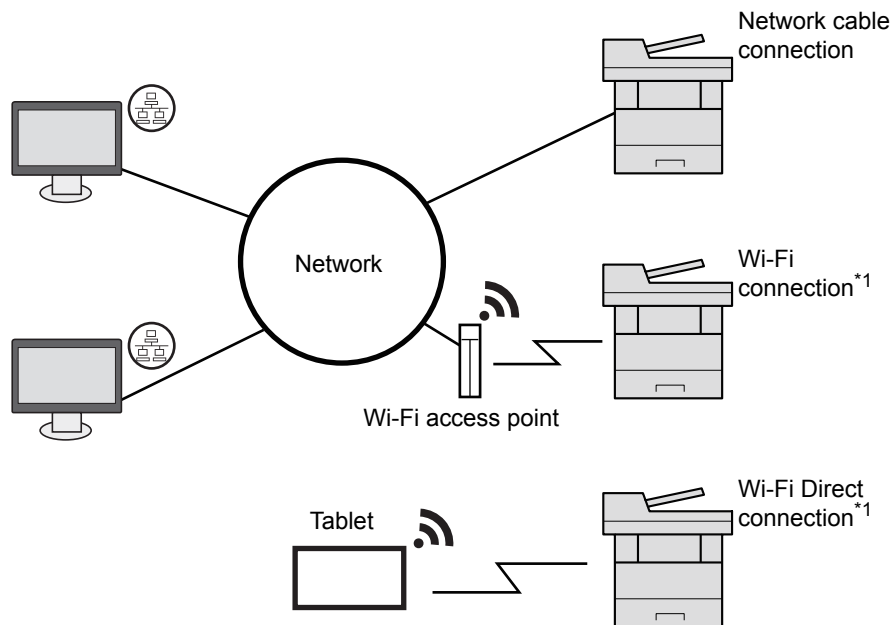 Network cable
connection
Network
Wi-Fi
connection*1
Wi-Fi access point
Wi-Fi Direct
connection*1
Tablet